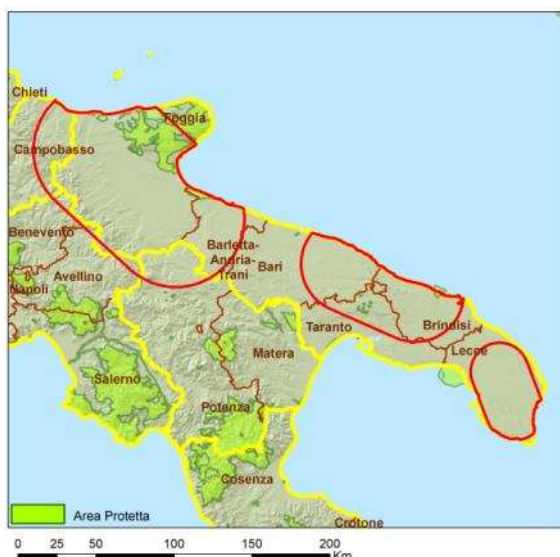 Chieti
Foggia
Campobasso
Benevento
Barletta-
Andria-
Trani
Bari
Avellino
Napoli
Taranto
Brindisi
Lecce
Matera
Salerno
Potenza
Cosenza
Crotone
Area Protetta
0 25 50 100 150 200
Km